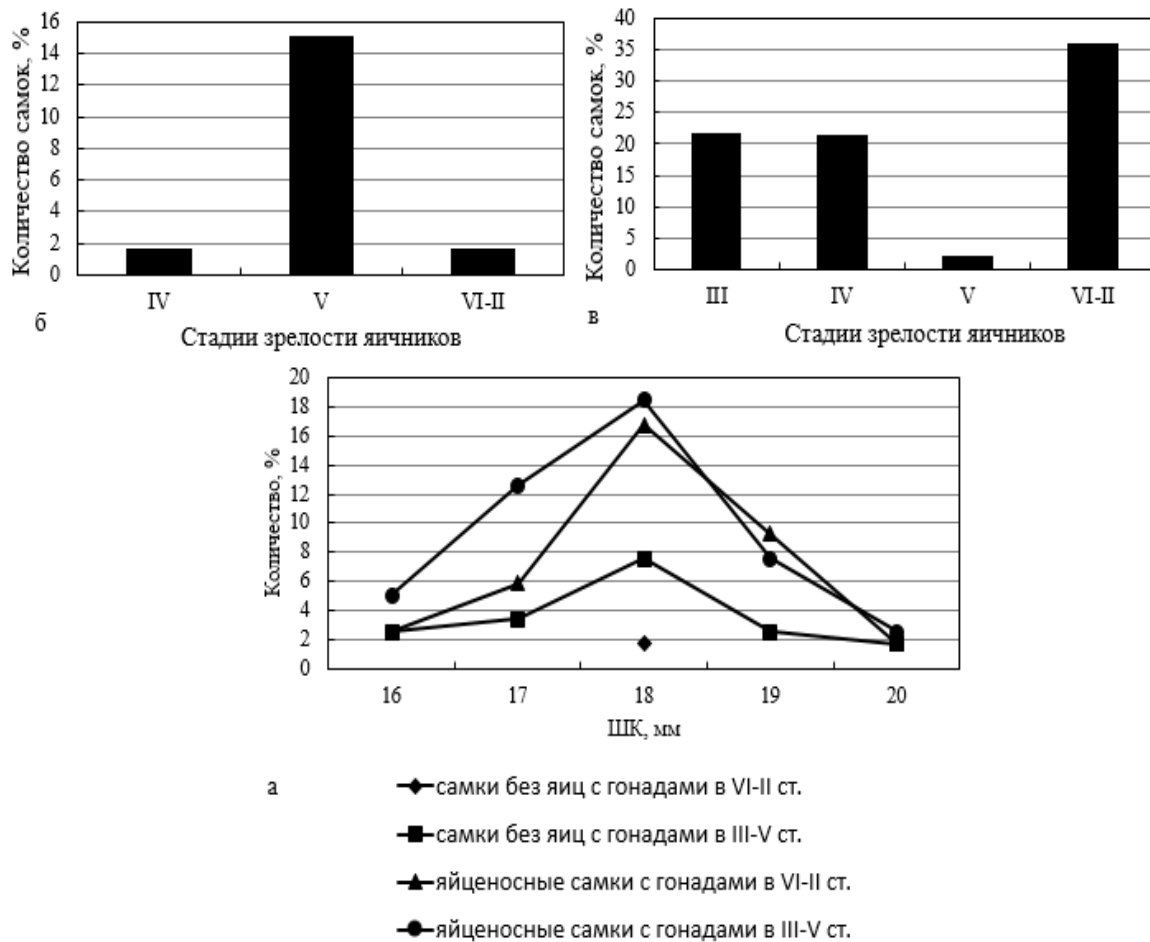 Количество самок, %
16
14
12
10
8
6
4
2
0
IV V VI-II
б
Стадии зрелости яичников
Количество самок, %
40
35
30
25
20
15
10
5
0
III IV V VI-II
в
Стадии зрелости яичников
Количество, %
20
18
16
14
12
10
8
6
4
2
0
16 17 18 19 20
ШК, мм
а
самки без яиц с гонадами в VI-II ст.
самки без яиц с гонадами в III-V ст.
яйценосные самки с гонадами в VI-II ст.
яйценосные самки с гонадами в III-V ст.